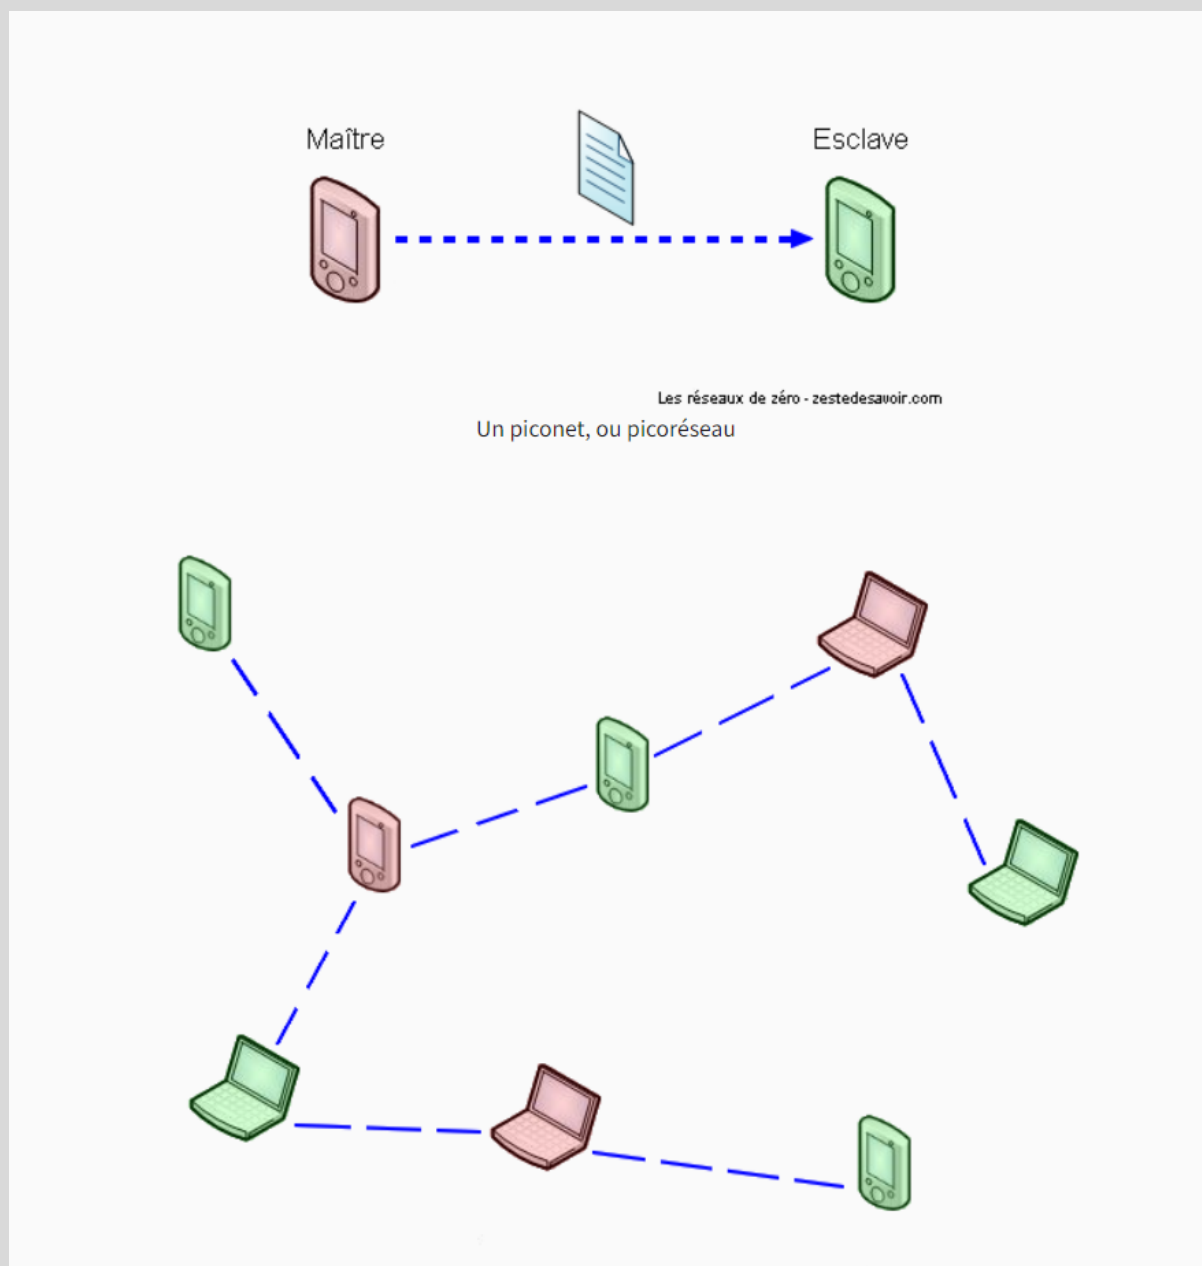 Maître
Esclave
Les réseaux de zéro - zestedesavoir.com
Un piconet, ou picoréseau